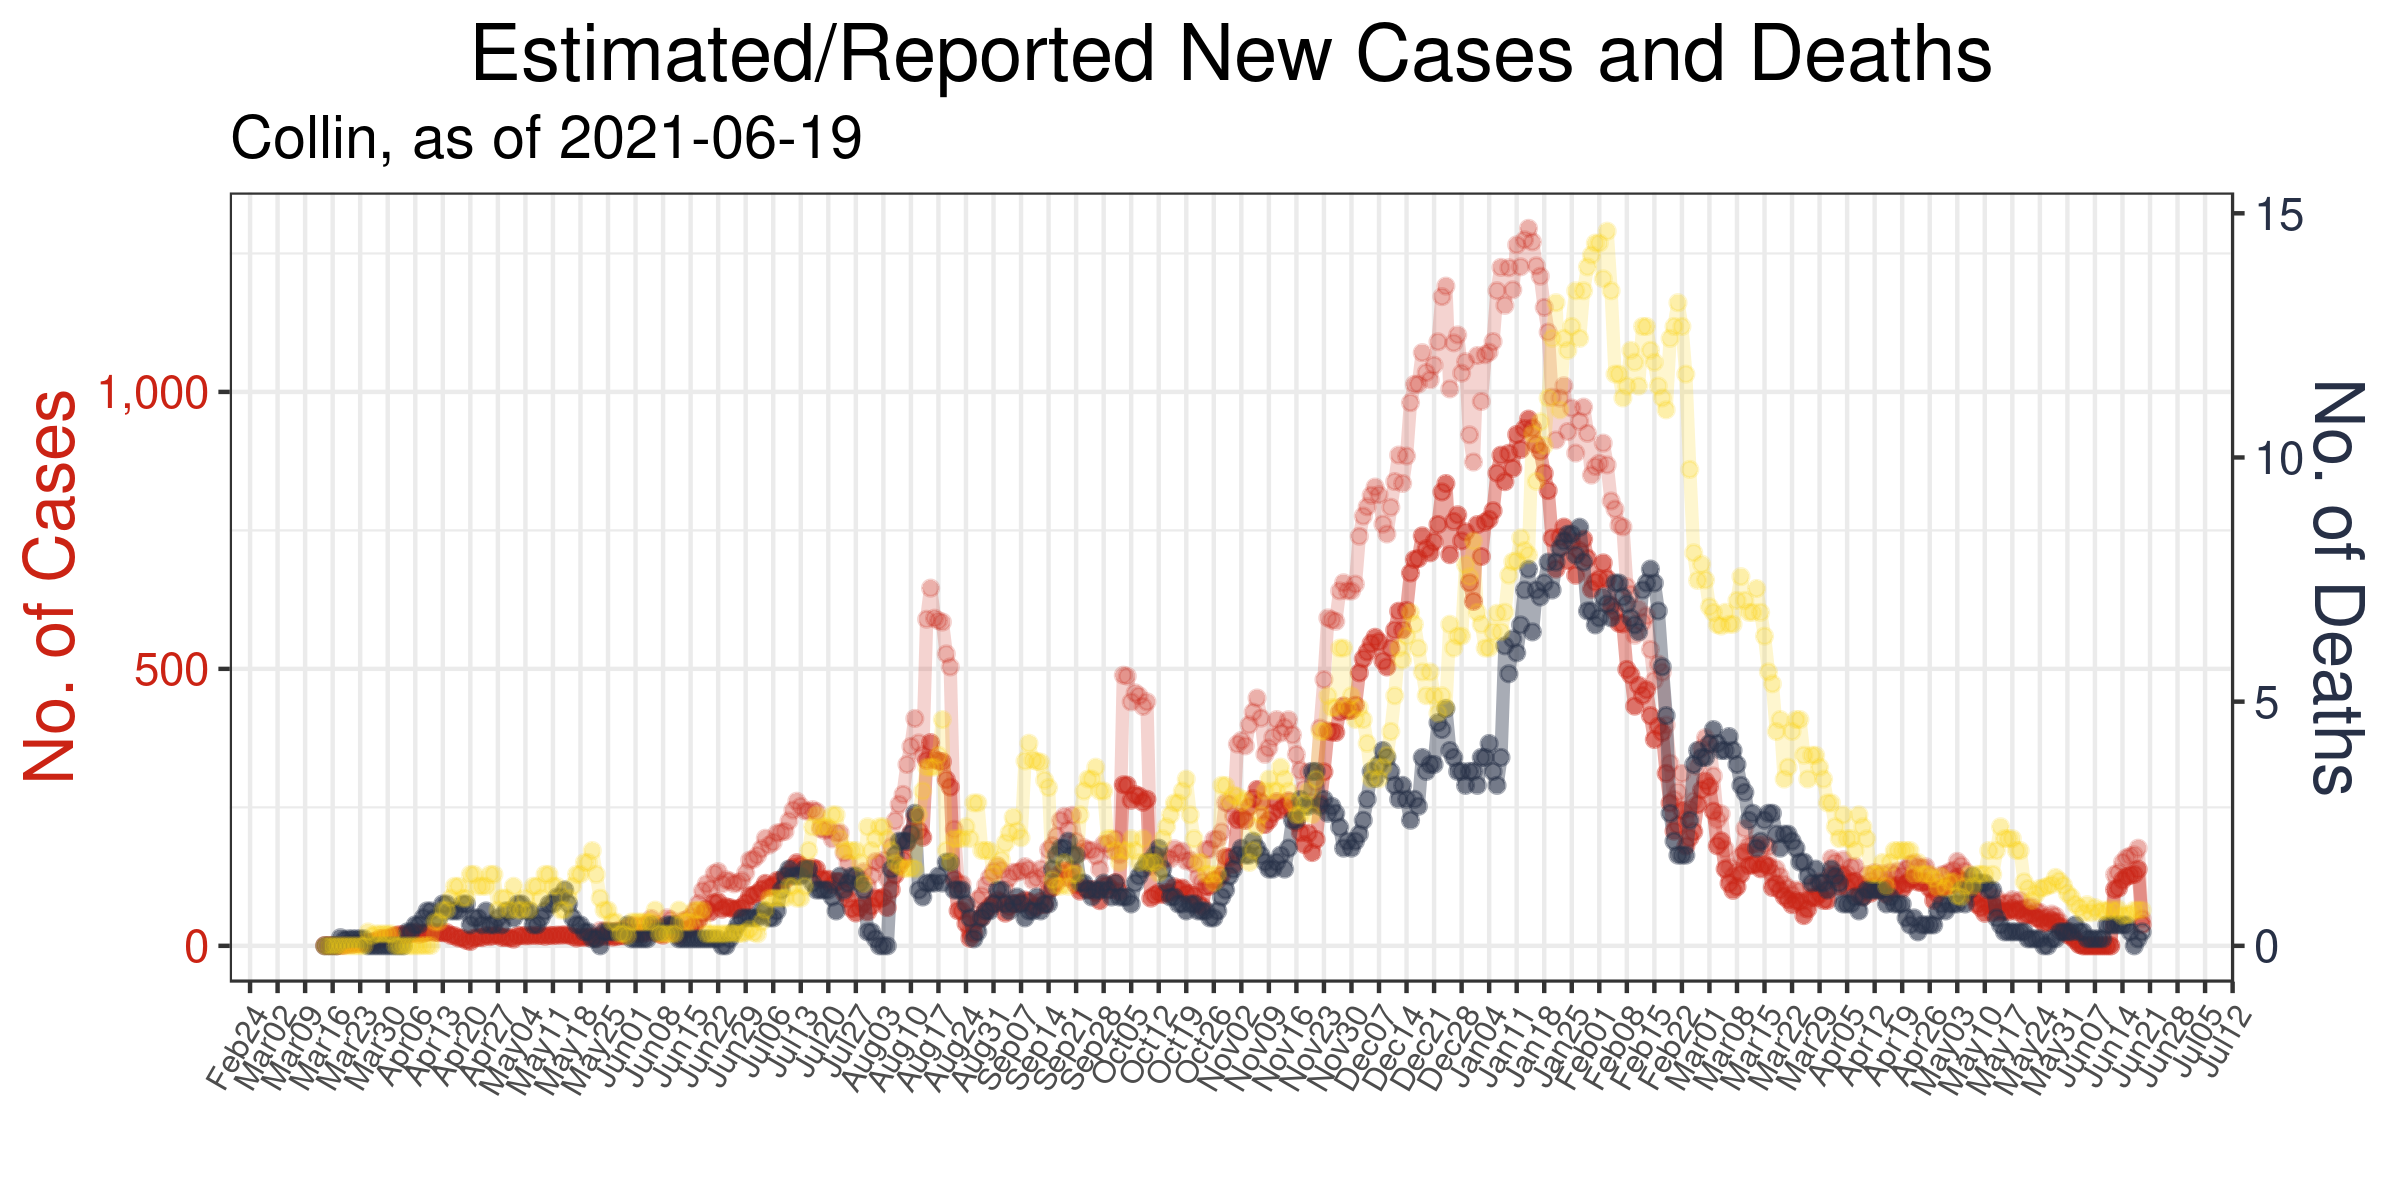 Estimated/Reported New Cases and Deaths
Collin, as of 2021-06-19
No. of Cases
1,000
500
0
15
10
5
0
No. of Deaths
Feb24
Mar02
Mar09
Mar16
Mar23
Mar30
Apr06
Apr13
Apr20
Apr27
May04
May11
May18
May25
Jun01
Jun08
Jun15
Jun22
Jun29
Jul06
Jul13
Jul20
Jul27
Aug03
Aug10
Aug17
Aug24
Aug31
Sep07
Sep14
Sep21
Sep28
Oct05
Oct12
Oct19
Oct26
Nov02
Nov09
Nov16
Nov23
Nov30
Dec07
Dec14
Dec21
Dec28
Jan04
Jan11
Jan18
Jan25
Feb01
Feb08
Feb15
Feb22
Mar01
Mar08
Mar15
Mar22
Mar29
Apr05
Apr12
Apr19
Apr26
May03
May10
May17
May24
May31
Jun07
Jun14
Jun21
Jun28
Jul05
Jul12